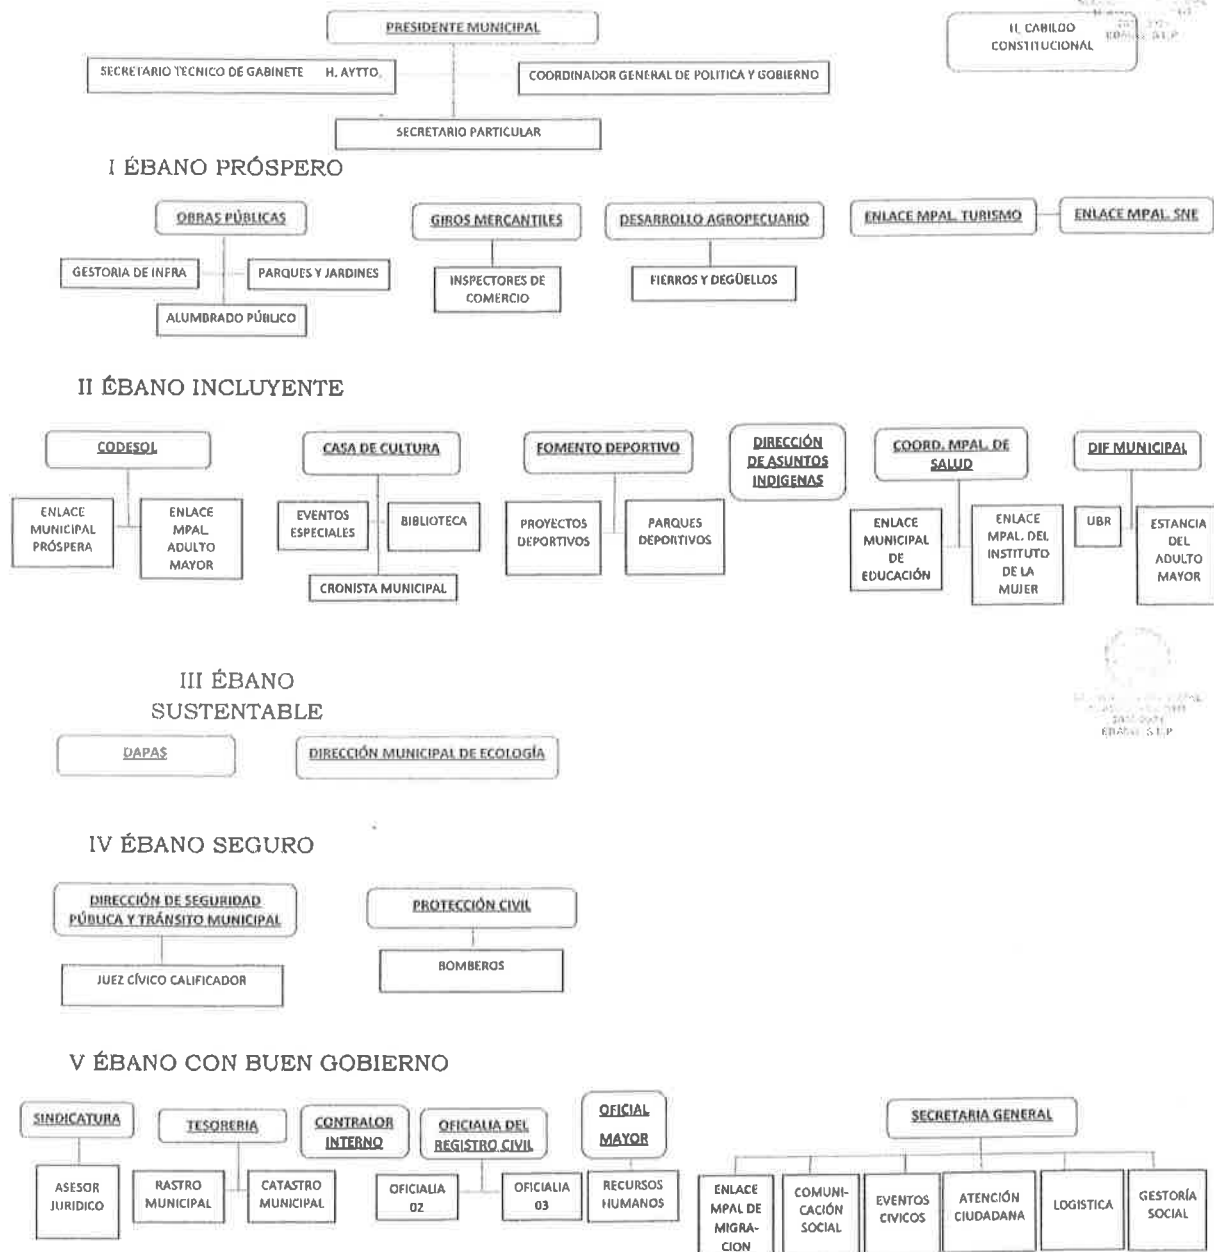 PRESIDENTE MUNICIPAL
H. CABILDO
CONSTITUCIONAL
SECRETARIO TECNICO DE GABINETE H. AYTTO.
COORDINADOR GENERAL DE POLITICA Y GOBIERNO
SECRETARIO PARTICULAR
I ÉBANO PRÓSPERO
OBRAS PÚBLICAS
GIROS MERCANTILES
DESARROLLO AGROPECUARIO
ENLACE MPAL. TURISMO
ENLACE MPAL. SNE
GESTORIA DE INFRA
PARQUES Y JARDINES
ALUMBRADO PÚBLICO
INSPECTORES DE
COMERCIO
FIERROS Y DEGÜELLOS
II ÉBANO INCLUYENTE
CODESOL
CASA DE CULTURA
FOMENTO DEPORTIVO
DIRECCIÓN
DE ASUNTOS
INDIGENAS
COORD. MPAL. DE
SALUD
DIF MUNICIPAL
ENLACE
MUNICIPAL
PRÓSPERA
ENLACE
MPAL.
ADULTO
MAYOR
EVENTOS
ESPECIALES
BIBLIOTECA
CRONISTA MUNICIPAL
PROYECTOS
DEPORTIVOS
PARQUES
DEPORTIVOS
ENLACE
MUNICIPAL
DE
EDUCACIÓN
ENLACE
MPAL. DEL
INSTITUTO
DE LA
MUJER
UBR
ESTANCIA
DEL
ADULTO
MAYOR
III ÉBANO
SUSTENTABLE
DAPAS
DIRECCIÓN MUNICIPAL DE ECOLOGÍA
EBANO, S.L.P
IV ÉBANO SEGURO
DIRECCIÓN DE SEGURIDAD
PÚBLICA Y TRÁNSITO MUNICIPAL
PROTECCIÓN CIVIL
JUEZ CÍVICO CALIFICADOR
BOMBEROS
V ÉBANO CON BUEN GOBIERNO
SINDICATURA
TESORERIA
CONTRALOR
INTERNO
OFICIALIA DEL
REGISTRO CIVIL
OFICIAL
MAYOR
SECRETARIA GENERAL
ASESOR
JURIDICO
RASTRO
MUNICIPAL
CATASTRO
MUNICIPAL
OFICIALIA
02
OFICIALIA
03
RECURSOS
HUMANOS
ENLACE
MPAL DE
MIGRA-
CION
COMUNI-
CACIÓN
SOCIAL
EVENTOS
CIVICOS
ATENCIÓN
CIUDADANA
LOGISTICA
GESTORÍA
SOCIAL